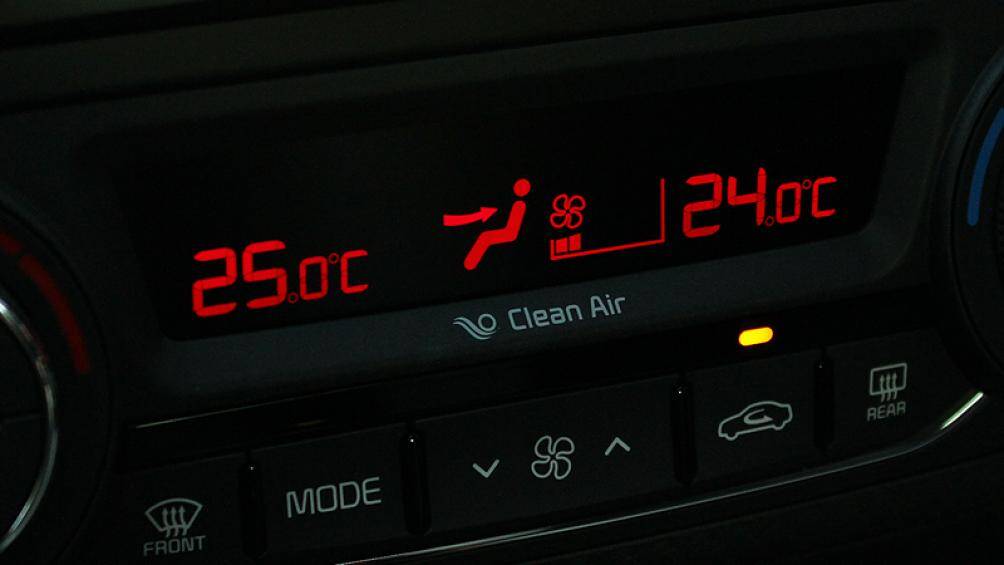 25.0°C
24.0°C
Clean Air
MODE
FRONT
REAR